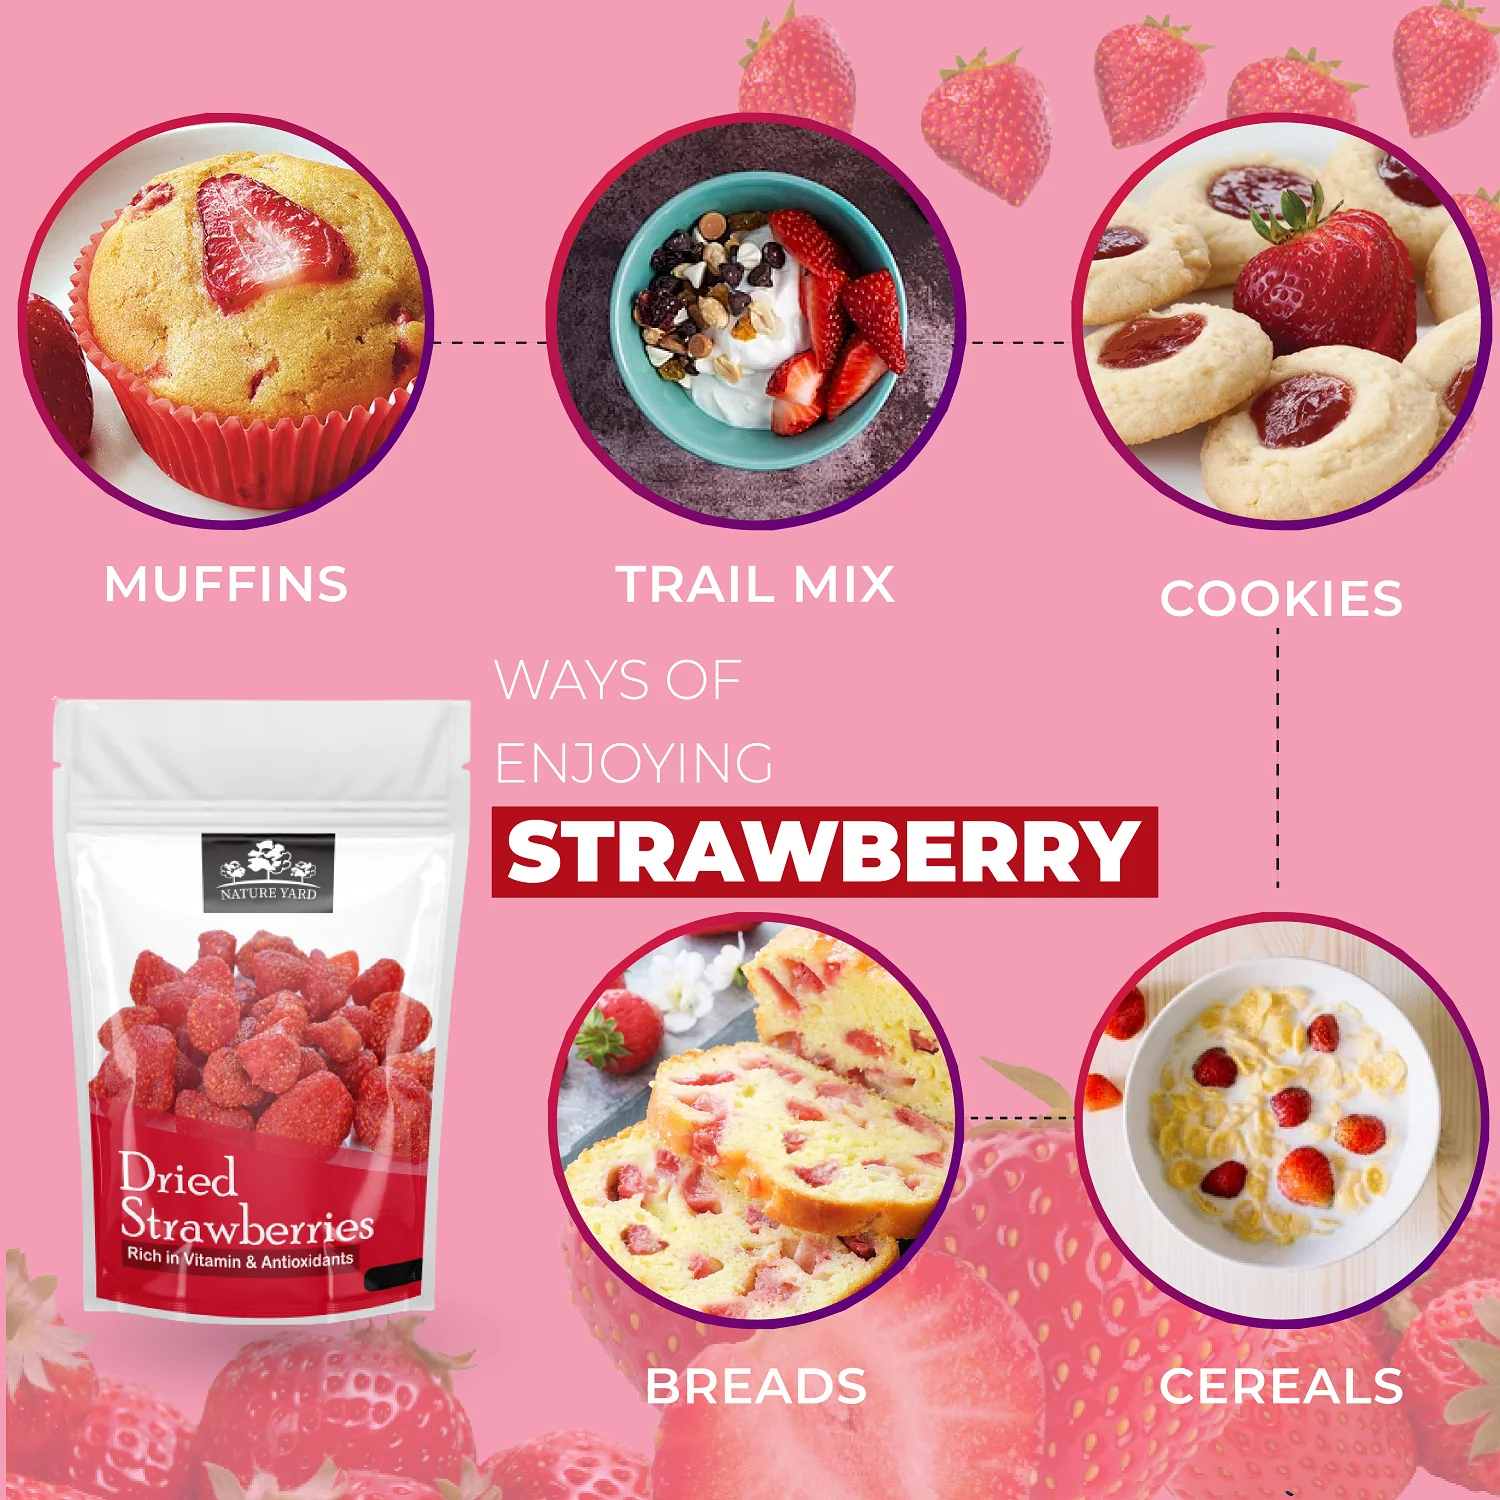 MUFFINS
TRAIL MIX
COOKIES
WAYS OF
ENJOYING
STRAWBERRY
NATURE YARD
Dried
Strawberries
Rich in Vitamin & Antioxidants
BREADS
CEREALS